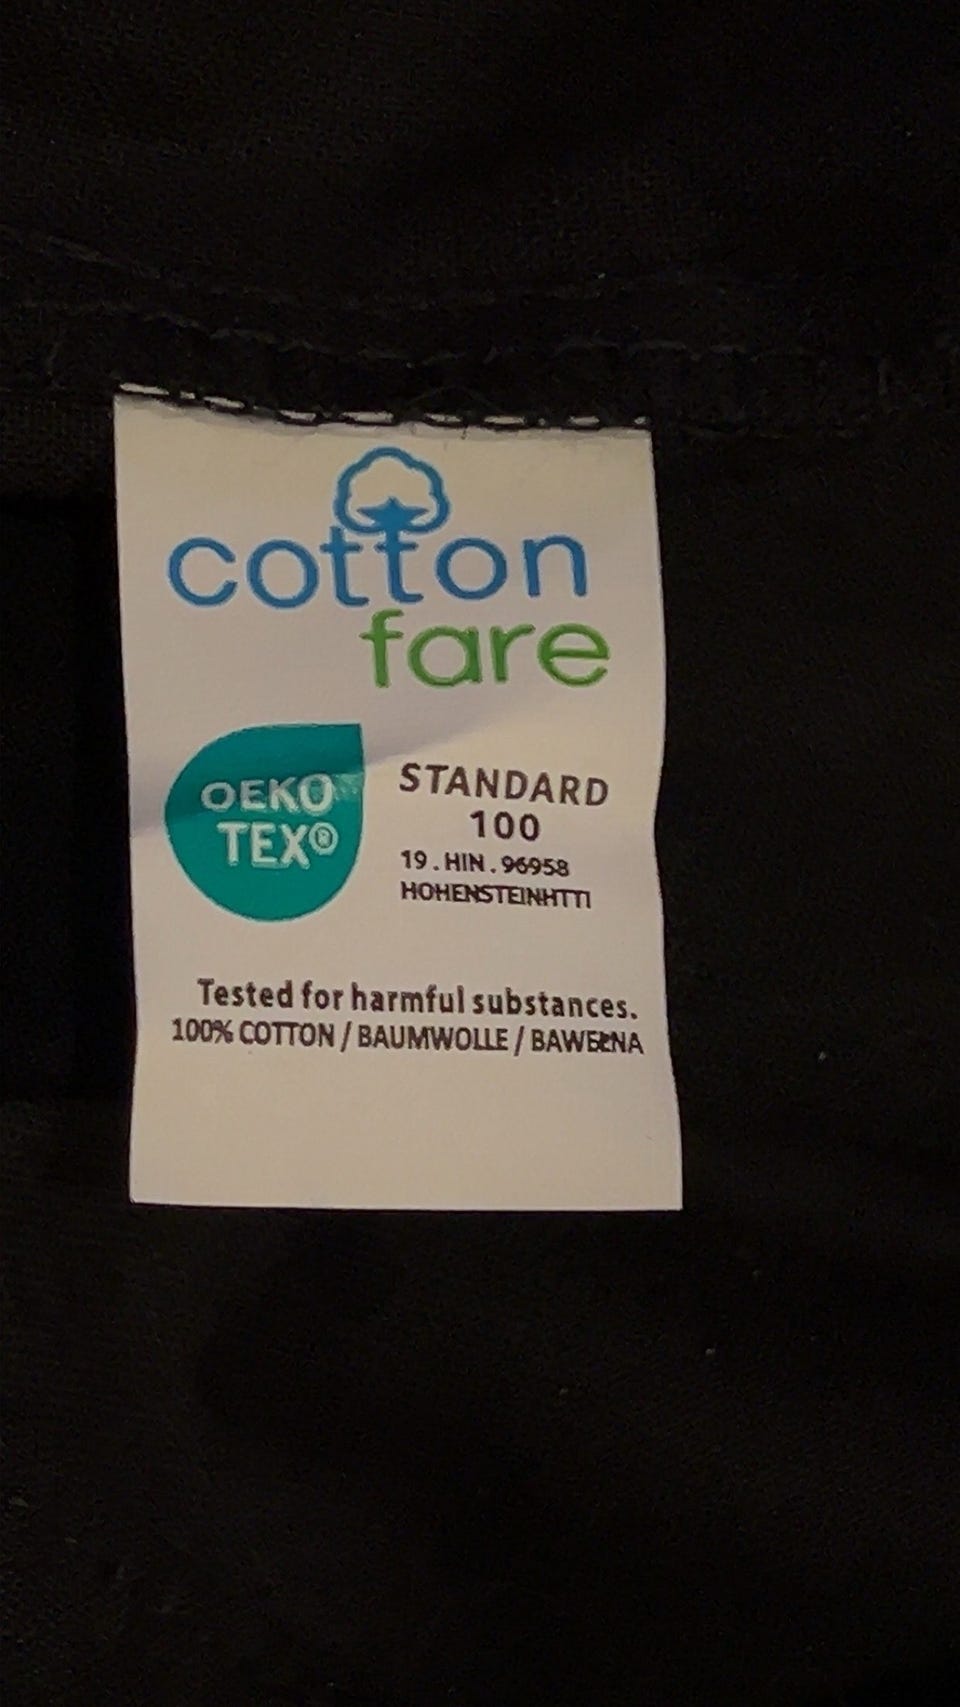 cotton
fare
OEKO
TEX®
STANDARD
100
19.HIN.96958
HOHENSTEINHTTI
Tested for harmful substances.
100% COTTON / BAUMWOLLE / BAWEŁNA